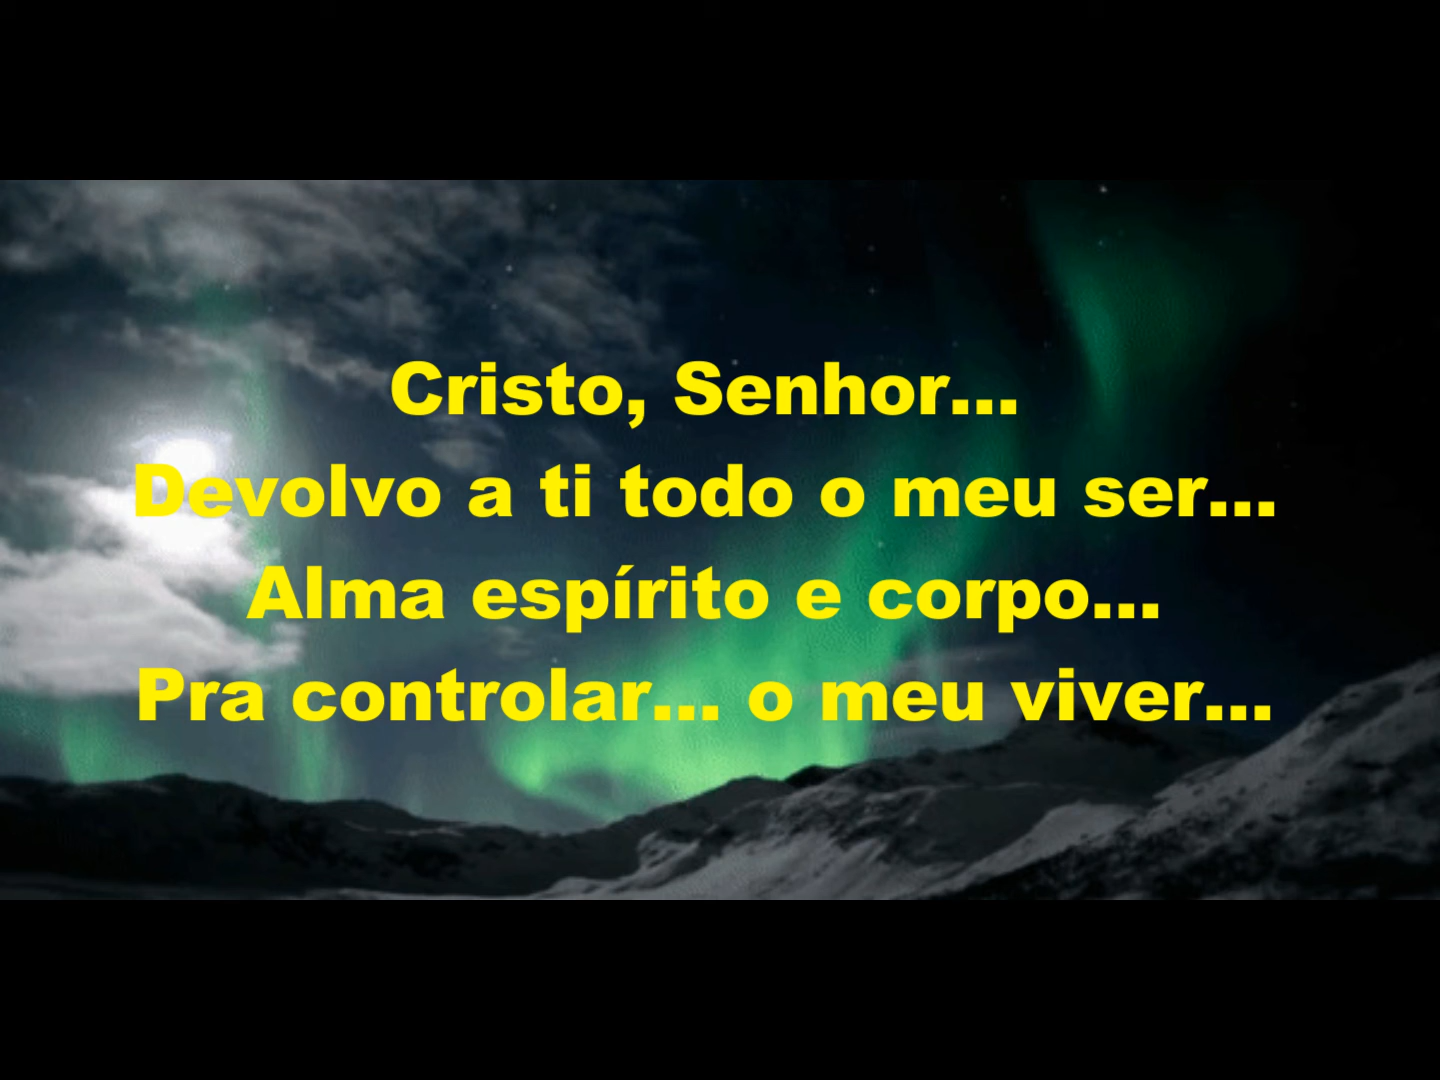 Cristo, Senhor...
Devolvo a ti todo o meu ser...
Alma espírito e corpo...
Pra controlar... o meu viver...